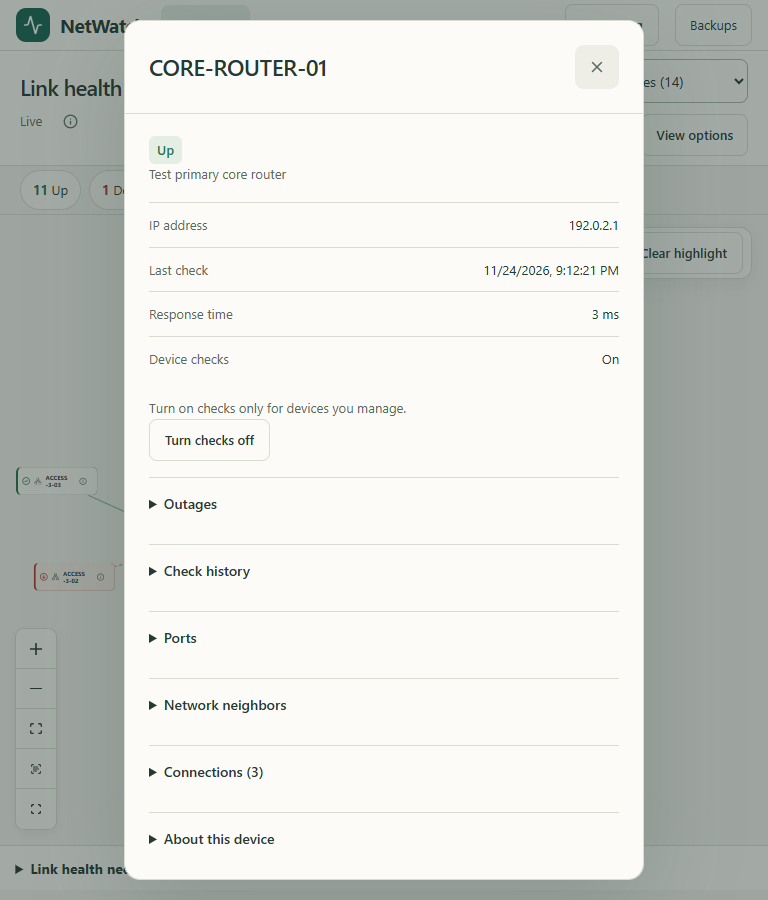 NetWat
Backups
Link health
es (14)
Live
View options
11 Up
1 D
Clear highlight
CORE-ROUTER-01
Up
Test primary core router
IP address
192.0.2.1
Last check
11/24/2026, 9:12:21 PM
Response time
3 ms
Device checks
On
Turn on checks only for devices you manage.
Turn checks off
Outages
Check history
Ports
Network neighbors
Connections (3)
About this device
ACCESS
-3-03
ACCESS
-3-02
Link health ne